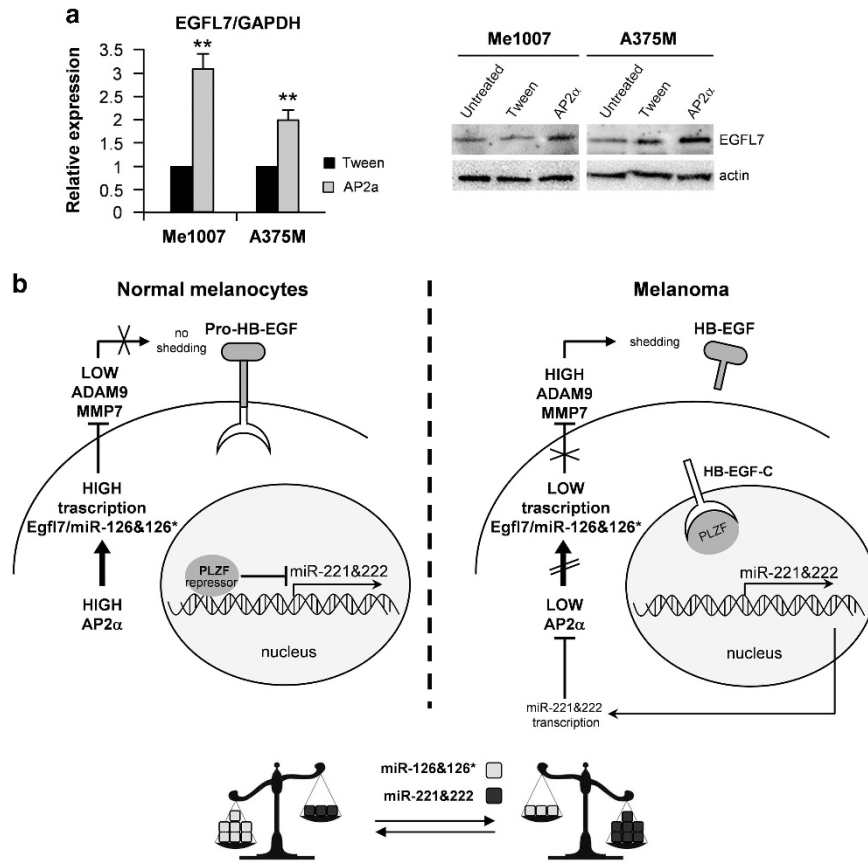 a
EGFL7/GAPDH
Relative expression
3.5
3
2.5
2
1.5
1
0.5
0
**
**
Me1007
A375M
Tween
AP2a
Me1007
A375M
Untreated
Tween
AP2α
Untreated
Tween
AP2α
EGFL7
actin
b
Normal melanocytes
no
shedding
Pro-HB-EGF
LOW
ADAM9
MMP7
HIGH
trascription
Egfl7/miR-126&126*
HIGH
AP2α
PLZF
repressor
miR-221&222
nucleus
Melanoma
shedding
HB-EGF
HIGH
ADAM9
MMP7
HB-EGF-C
LOW
trascription
Egfl7/miR-126&126*
PLZF
LOW
AP2α
miR-221&222
nucleus
miR-221&222
transcription
miR-126&126*
miR-221&222